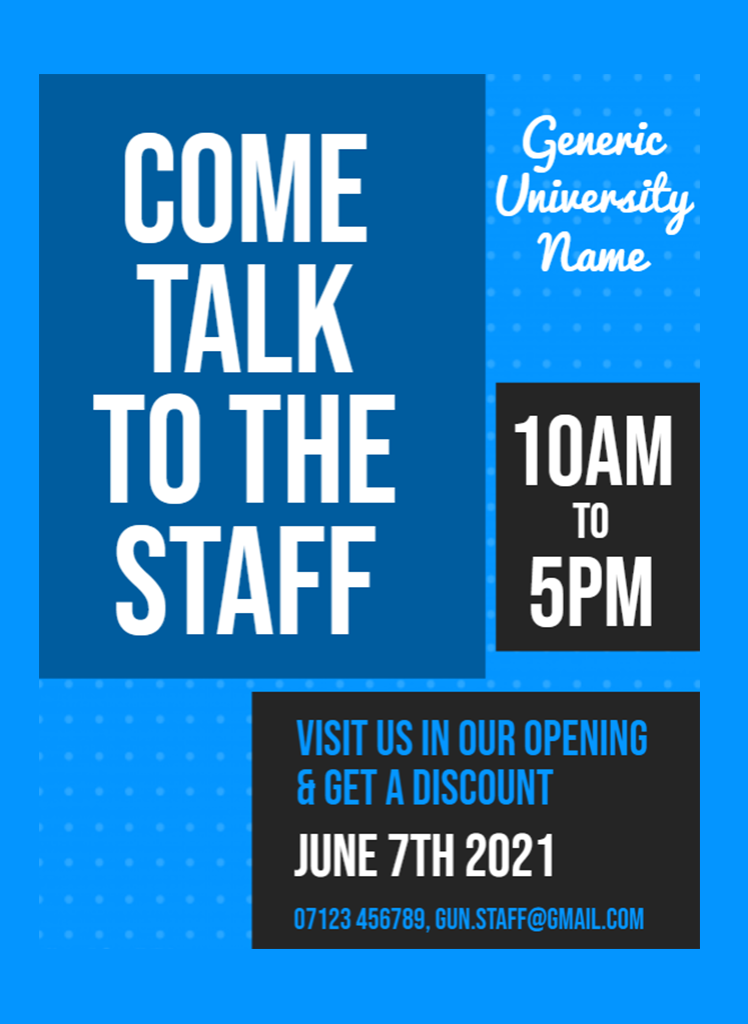 COME
TALK
TO THE
STAFF
Generic
University
Name
10AM
TO
5PM
VISIT US IN OUR OPENING
& GET A DISCOUNT
JUNE 7TH 2021
07123 456789, GUN.STAFF@GMAIL.COM